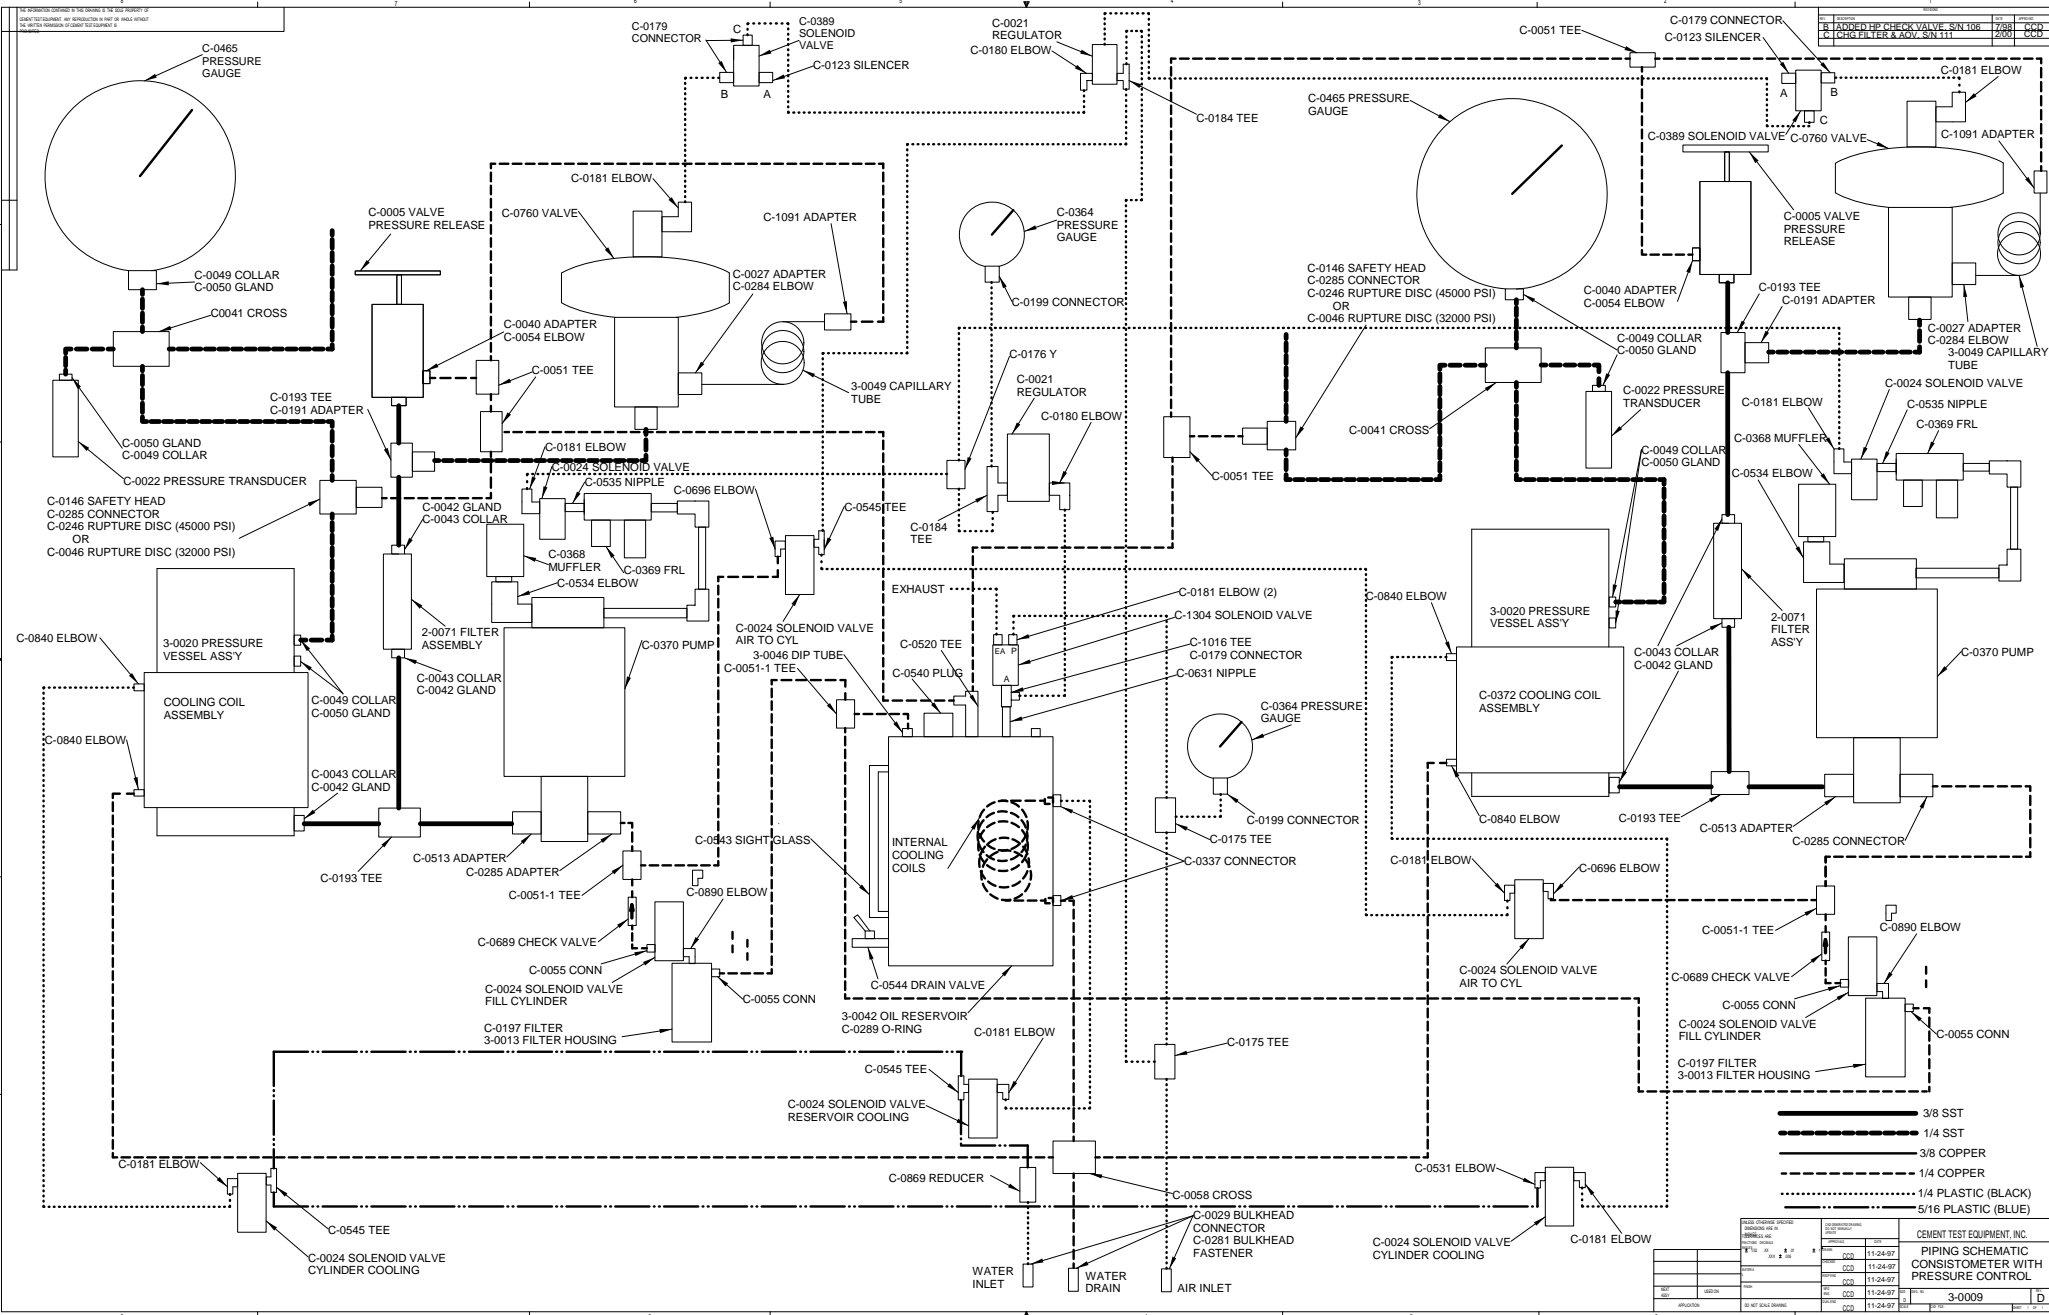 THE INFORMATION CONTAINED IN THIS DRAWING IS THE SOLE PROPERTY OF
CEMENT TEST EQUIPMENT. ANY REPRODUCTION IN PART OR WHOLE WITHOUT
THE WRITTEN PERMISSION OF CEMENT TEST EQUIPMENT IS
PROHIBITED.
REVISIONS
B ADDED HP CHECK VALVE, S/N 106 7/98 CCD
C CHG FILTER & AOV, S/N 111 2/00 CCD
C-0465
PRESSURE
GAUGE
C-0179
CONNECTOR
C
B
A
C-0389
SOLENOID
VALVE
C-0123 SILENCER
C-0021
REGULATOR
C-0180 ELBOW
C-0184 TEE
C-0051 TEE
C-0179 CONNECTOR
C-0123 SILENCER
A
B
C
C-0181 ELBOW
C-0465 PRESSURE
GAUGE
C-0389 SOLENOID VALVE
C-0760 VALVE
C-1091 ADAPTER
C-0181 ELBOW
C-0005 VALVE
PRESSURE RELEASE
C-0760 VALVE
C-1091 ADAPTER
C-0364
PRESSURE
GAUGE
C-0005 VALVE
PRESSURE
RELEASE
C-0049 COLLAR
C-0050 GLAND
C0041 CROSS
C-0027 ADAPTER
C-0284 ELBOW
C-0199 CONNECTOR
C-0146 SAFETY HEAD
C-0285 CONNECTOR
C-0246 RUPTURE DISC (45000 PSI)
OR
C-0046 RUPTURE DISC (32000 PSI)
C-0040 ADAPTER
C-0054 ELBOW
C-0193 TEE
C-0191 ADAPTER
C-0027 ADAPTER
C-0284 ELBOW
3-0049 CAPILLARY
TUBE
C-0040 ADAPTER
C-0054 ELBOW
C-0051 TEE
3-0049 CAPILLARY
TUBE
C-0176 Y
C-0021
REGULATOR
C-0180 ELBOW
C-0049 COLLAR
C-0050 GLAND
C-0022 PRESSURE
TRANSDUCER
C-0024 SOLENOID VALVE
C-0181 ELBOW
C-0535 NIPPLE
C-0369 FRL
C-0368 MUFFLER
C-0534 ELBOW
C-0193 TEE
C-0191 ADAPTER
C-0041 CROSS
C-0049 COLLAR
C-0050 GLAND
C-0050 GLAND
C-0049 COLLAR
C-0022 PRESSURE TRANSDUCER
C-0181 ELBOW
C-0024 SOLENOID VALVE
C-0535 NIPPLE
C-0696 ELBOW
C-0545 TEE
C-0184
TEE
C-0051 TEE
C-0146 SAFETY HEAD
C-0285 CONNECTOR
C-0246 RUPTURE DISC (45000 PSI)
OR
C-0046 RUPTURE DISC (32000 PSI)
C-0042 GLAND
C-0043 COLLAR
C-0368
MUFFLER
C-0369 FRL
C-0534 ELBOW
EXHAUST
C-0181 ELBOW (2)
C-1304 SOLENOID VALVE
C-1016 TEE
C-0179 CONNECTOR
C-0631 NIPPLE
EA P
A
C-0840 ELBOW
3-0020 PRESSURE
VESSEL ASS'Y
2-0071
FILTER
ASS'Y
C-0840 ELBOW
3-0020 PRESSURE
VESSEL ASS'Y
2-0071 FILTER
ASSEMBLY
C-0370 PUMP
C-0024 SOLENOID VALVE
AIR TO CYL
3-0046 DIP TUBE
C-0051-1 TEE
C-0520 TEE
C-0540 PLUG
C-0043 COLLAR
C-0042 GLAND
C-0370 PUMP
COOLING COIL
ASSEMBLY
C-0049 COLLAR
C-0050 GLAND
C-0043 COLLAR
C-0042 GLAND
C-0364 PRESSURE
GAUGE
C-0372 COOLING COIL
ASSEMBLY
C-0840 ELBOW
C-0043 COLLAR
C-0042 GLAND
C-0199 CONNECTOR
C-0175 TEE
C-0337 CONNECTOR
C-0840 ELBOW
C-0193 TEE
C-0513 ADAPTER
C-0285 CONNECTOR
C-0193 TEE
C-0513 ADAPTER
C-0285 ADAPTER
C-0051-1 TEE
C-0543 SIGHT GLASS
INTERNAL
COOLING
COILS
C-0181 ELBOW
C-0696 ELBOW
C-0890 ELBOW
C-0689 CHECK VALVE
C-0055 CONN
C-0024 SOLENOID VALVE
FILL CYLINDER
C-0197 FILTER
3-0013 FILTER HOUSING
C-0055 CONN
C-0544 DRAIN VALVE
3-0042 OIL RESERVOIR
C-0289 O-RING
C-0024 SOLENOID VALVE
AIR TO CYL
C-0051-1 TEE
C-0890 ELBOW
C-0689 CHECK VALVE
C-0055 CONN
C-0024 SOLENOID VALVE
FILL CYLINDER
C-0055 CONN
C-0197 FILTER
3-0013 FILTER HOUSING
C-0181 ELBOW
C-0545 TEE
C-0175 TEE
C-0024 SOLENOID VALVE
RESERVOIR COOLING
3/8 SST
1/4 SST
3/8 COPPER
1/4 COPPER
1/4 PLASTIC (BLACK)
5/16 PLASTIC (BLUE)
C-0181 ELBOW
C-0869 REDUCER
C-0058 CROSS
C-0531 ELBOW
C-0545 TEE
C-0029 BULKHEAD
CONNECTOR
C-0281 BULKHEAD
FASTENER
C-0024 SOLENOID VALVE
CYLINDER COOLING
C-0181 ELBOW
C-0024 SOLENOID VALVE
CYLINDER COOLING
WATER
INLET
WATER
DRAIN
AIR INLET
CEMENT TEST EQUIPMENT, INC.
PIPING SCHEMATIC
CONSISTOMETER WITH
PRESSURE CONTROL
CCD 11-24-97
CCD 11-24-97
CCD 11-24-97
CCD 11-24-97
CCD 11-24-97
3-0009
D
APPLICATION
DO NOT SCALE DRAWING